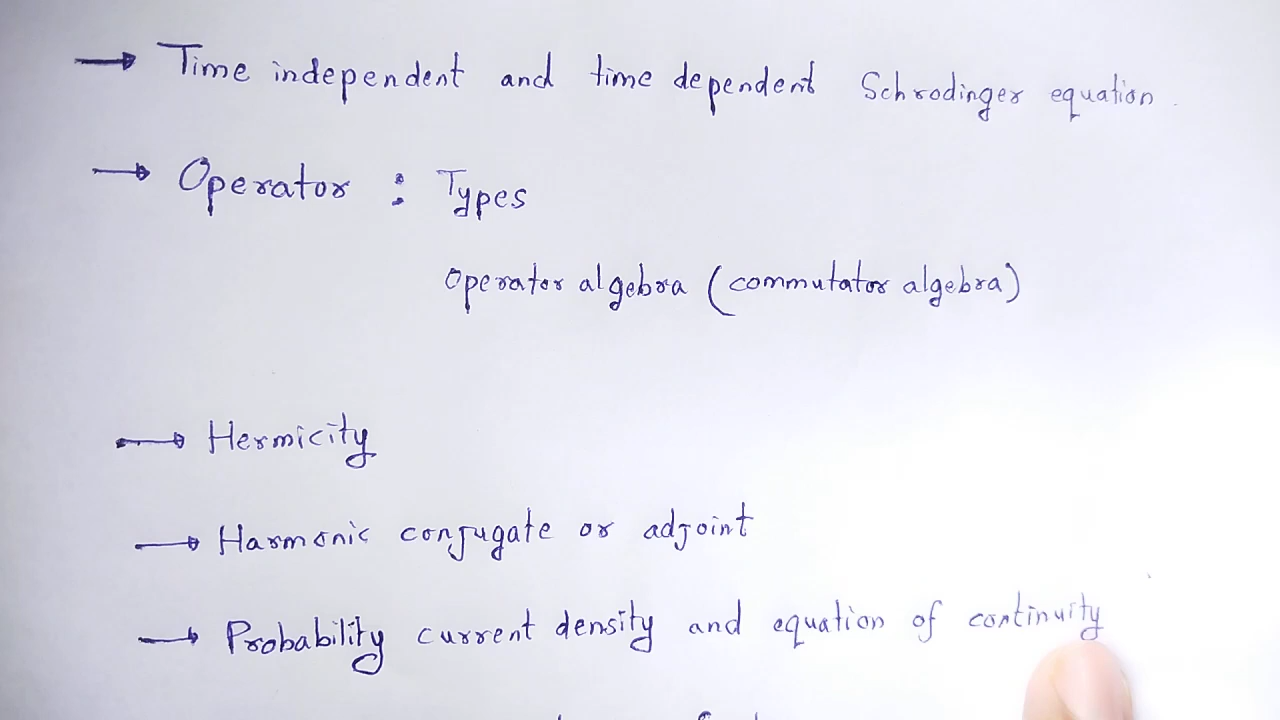 → Time independent and time dependent Schrodinger equation.
→ Operator : Types
Operator algebra (commutator algebra)
→ Hermicity
→ Harmonic conjugate or adjoint
→ Probability current density and equation of continuity